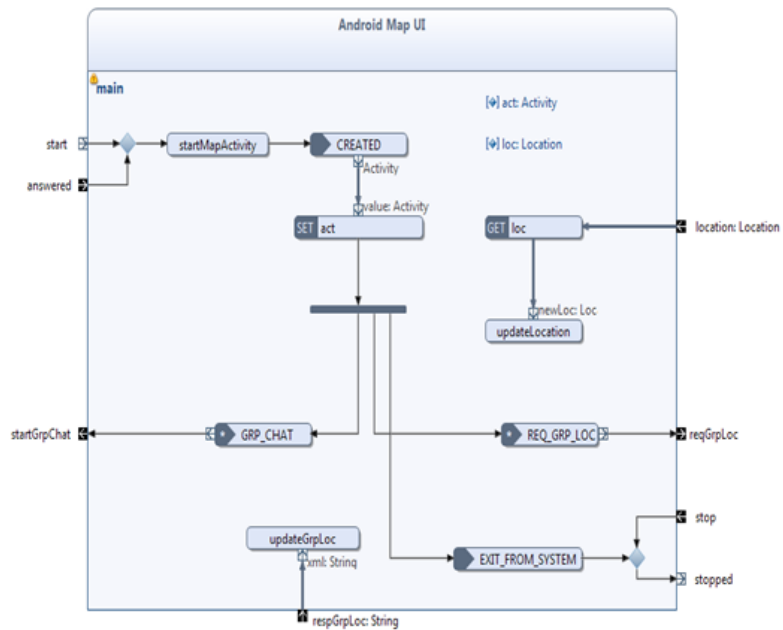 Android Map UI
main
act: Activity
loc: Location
start
startMapActivity
CREATED
Activity
answered
value: Activity
SET act
GET loc
location: Location
newLoc: Loc
updateLocation
startGrpChat
GRP_CHAT
REQ_GRP_LOC
reqGrpLoc
stop
updateGrpLoc
xml: String
EXIT_FROM_SYSTEM
stopped
respGrpLoc: String